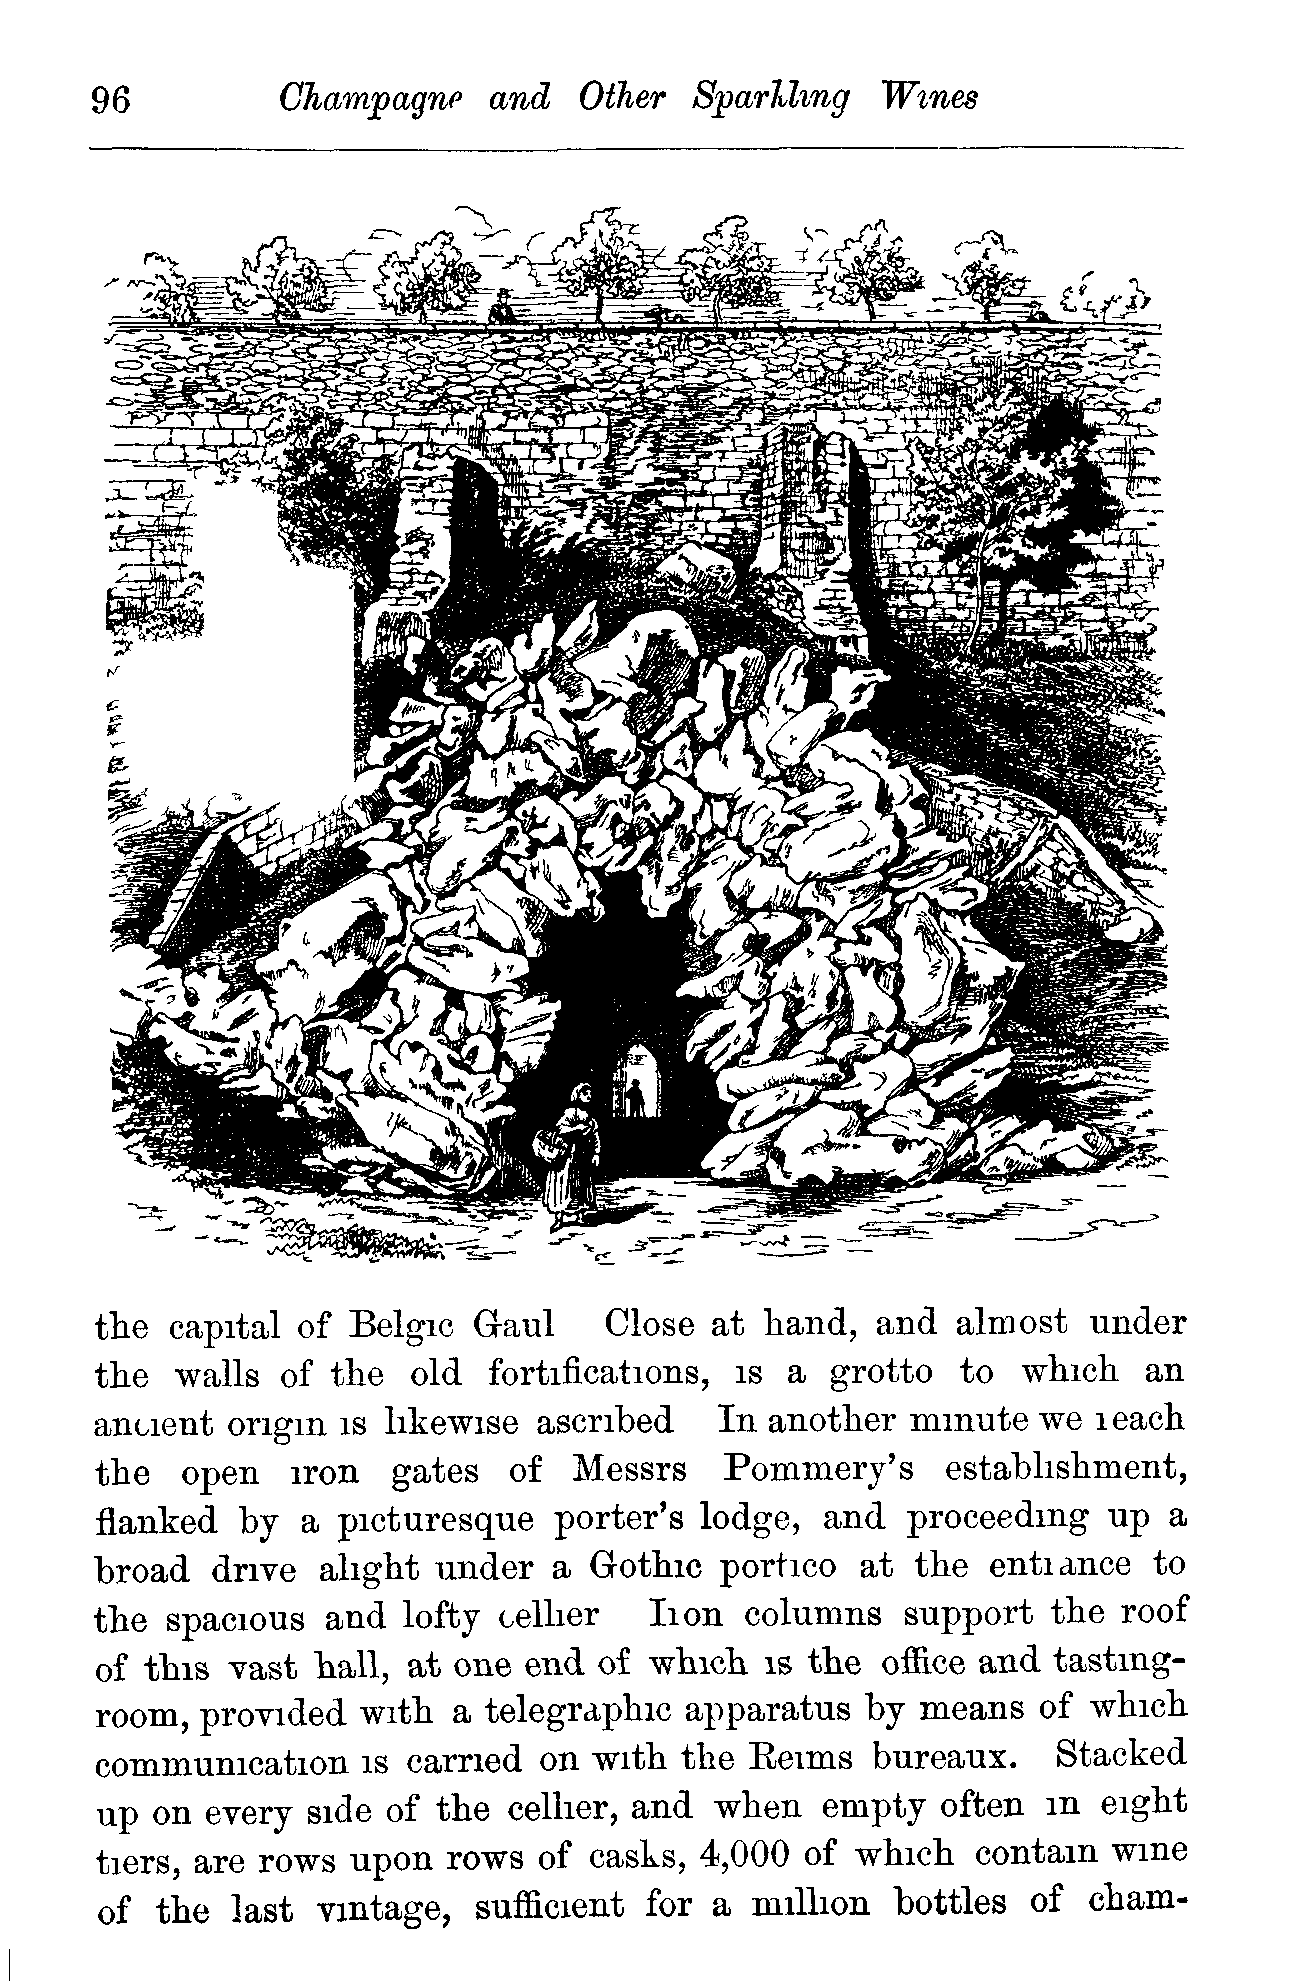 96 Champagne and Other Sparkling Wines
the capital of Belgic Gaul Close at hand, and almost under
the walls of the old fortifications, is a grotto to which an
ancient origin is likewise ascribed In another minute we reach
the open iron gates of Messrs Pommery's establishment,
flanked by a picturesque porter's lodge, and proceeding up a
broad drive alight under a Gothic portico at the entrance to
the spacious and lofty cellier Iron columns support the roof
of this vast hall, at one end of which is the office and tasting-
room, provided with a telegraphic apparatus by means of which
communication is carried on with the Reims bureaux. Stacked
up on every side of the cellier, and when empty often in eight
tiers, are rows upon rows of casks, 4,000 of which contain wine
of the last vintage, sufficient for a million bottles of cham-